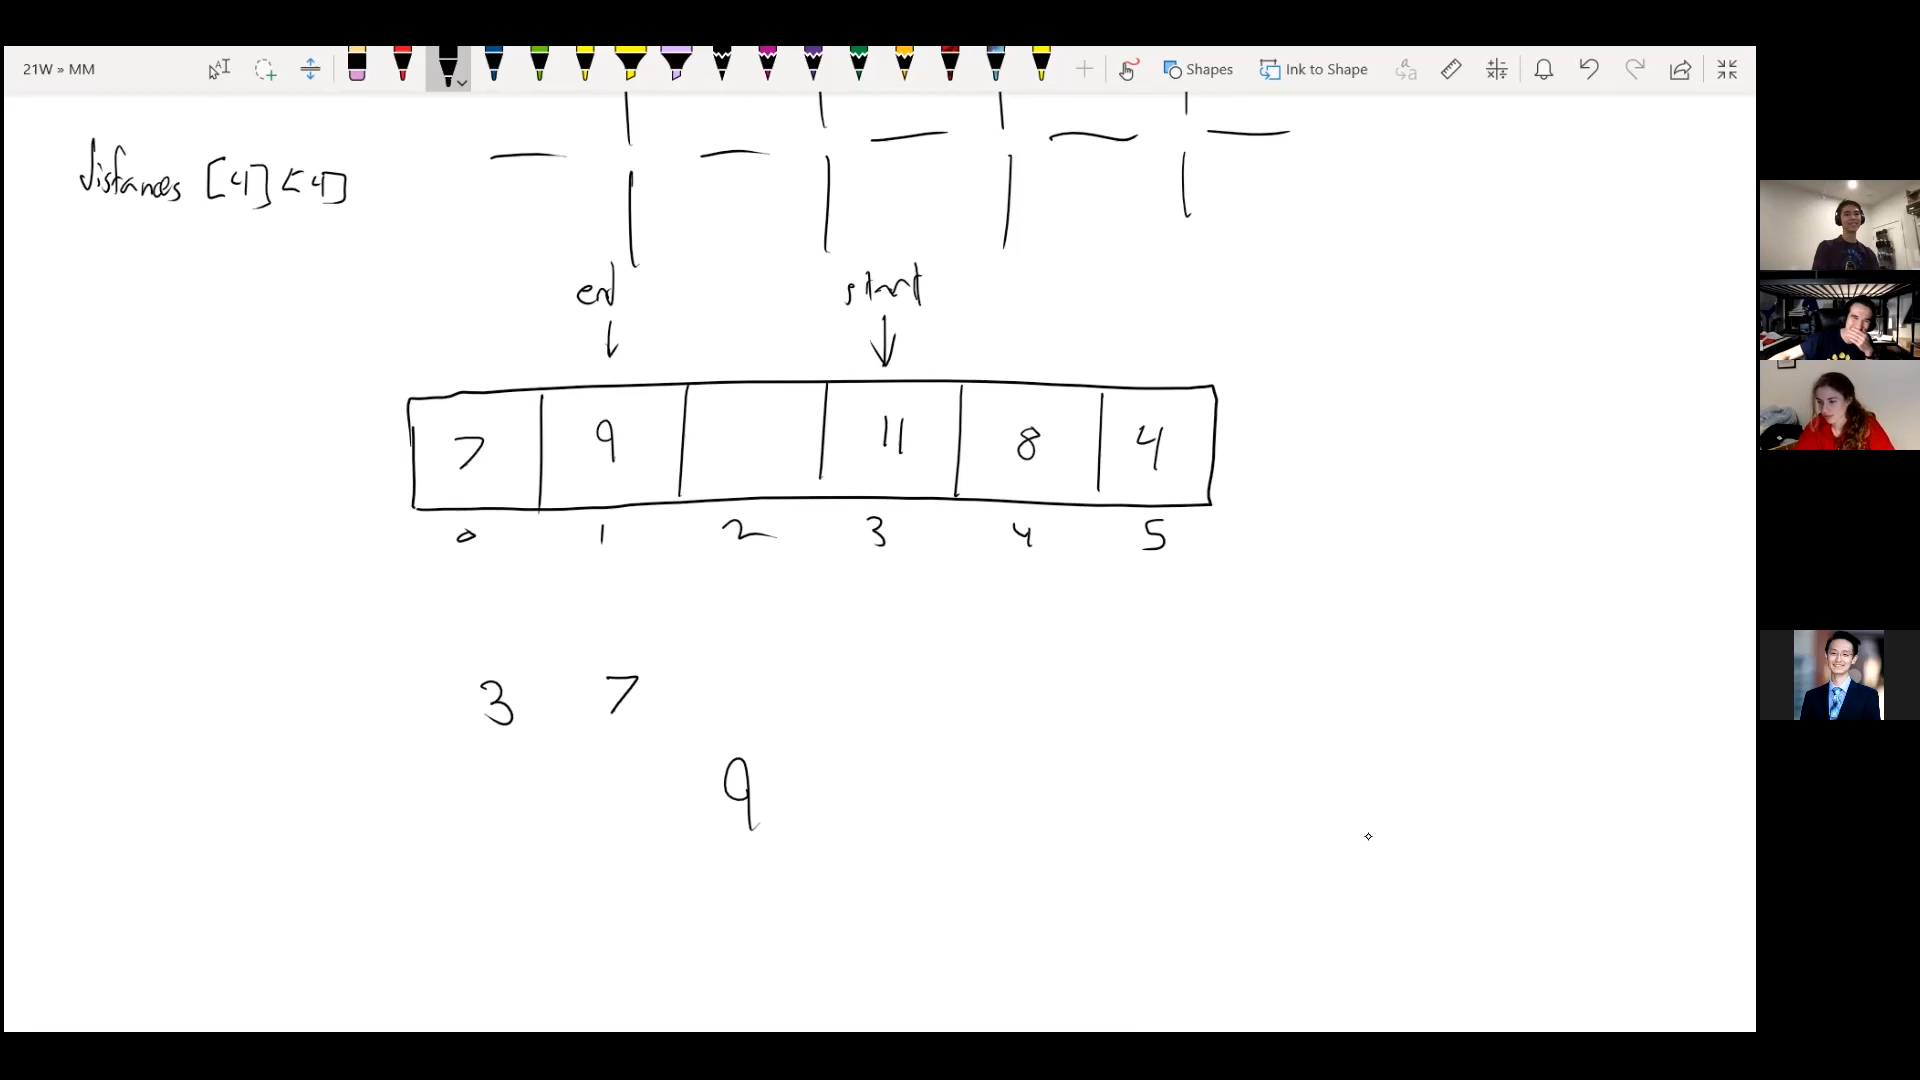 21W » MM
Shapes
Ink to Shape
distances [4][4]
end start
7 9 11 8 4
0 1 2 3 4 5
3 7
9